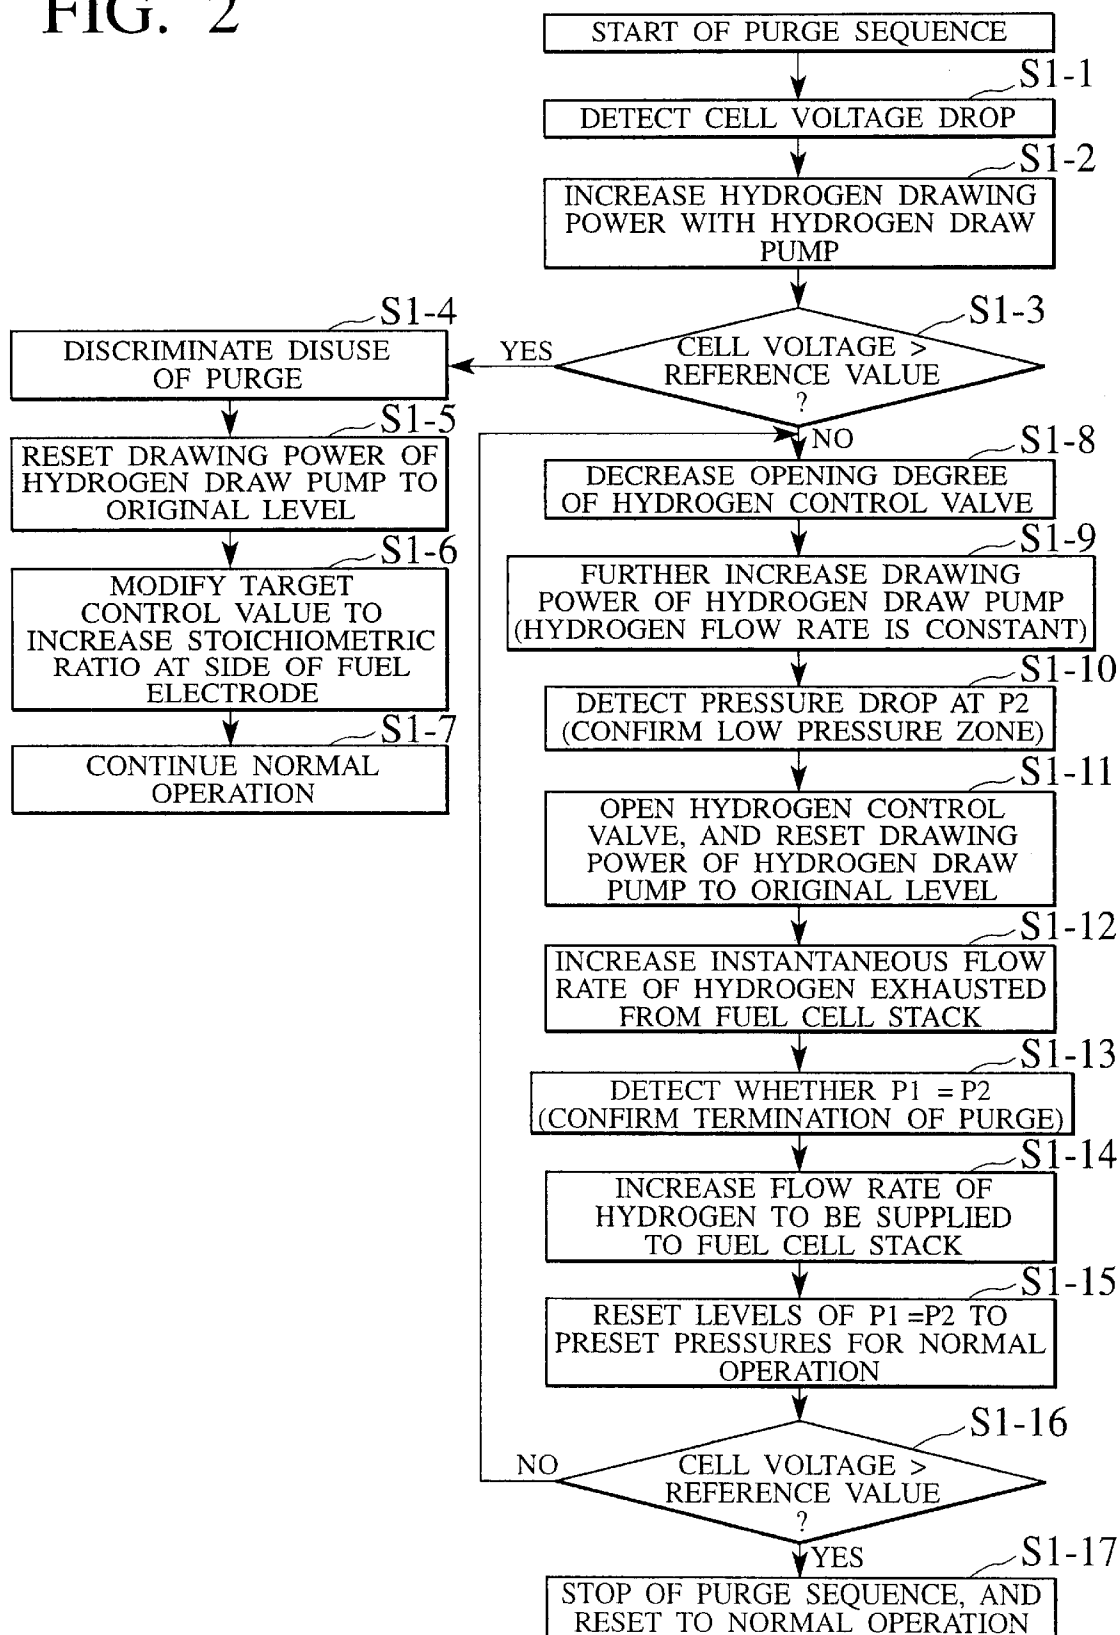 FIG. 2
START OF PURGE SEQUENCE
S1-1
DETECT CELL VOLTAGE DROP
S1-2
INCREASE HYDROGEN DRAWING
POWER WITH HYDROGEN DRAW
PUMP
S1-3
CELL VOLTAGE >
REFERENCE VALUE
?
YES
S1-4
DISCRIMINATE DISUSE
OF PURGE
S1-5
RESET DRAWING POWER OF
HYDROGEN DRAW PUMP TO
ORIGINAL LEVEL
S1-6
MODIFY TARGET
CONTROL VALUE TO
INCREASE STOICHIOMETRIC
RATIO AT SIDE OF FUEL
ELECTRODE
S1-7
CONTINUE NORMAL
OPERATION
NO
S1-8
DECREASE OPENING DEGREE
OF HYDROGEN CONTROL VALVE
S1-9
FURTHER INCREASE DRAWING
POWER OF HYDROGEN DRAW PUMP
(HYDROGEN FLOW RATE IS CONSTANT)
S1-10
DETECT PRESSURE DROP AT P2
(CONFIRM LOW PRESSURE ZONE)
S1-11
OPEN HYDROGEN CONTROL
VALVE, AND RESET DRAWING
POWER OF HYDROGEN DRAW
PUMP TO ORIGINAL LEVEL
S1-12
INCREASE INSTANTANEOUS FLOW
RATE OF HYDROGEN EXHAUSTED
FROM FUEL CELL STACK
S1-13
DETECT WHETHER P1 = P2
(CONFIRM TERMINATION OF PURGE)
S1-14
INCREASE FLOW RATE OF
HYDROGEN TO BE SUPPLIED
TO FUEL CELL STACK
S1-15
RESET LEVELS OF P1 =P2 TO
PRESET PRESSURES FOR NORMAL
OPERATION
S1-16
CELL VOLTAGE >
REFERENCE VALUE
?
NO
YES
S1-17
STOP OF PURGE SEQUENCE, AND
RESET TO NORMAL OPERATION